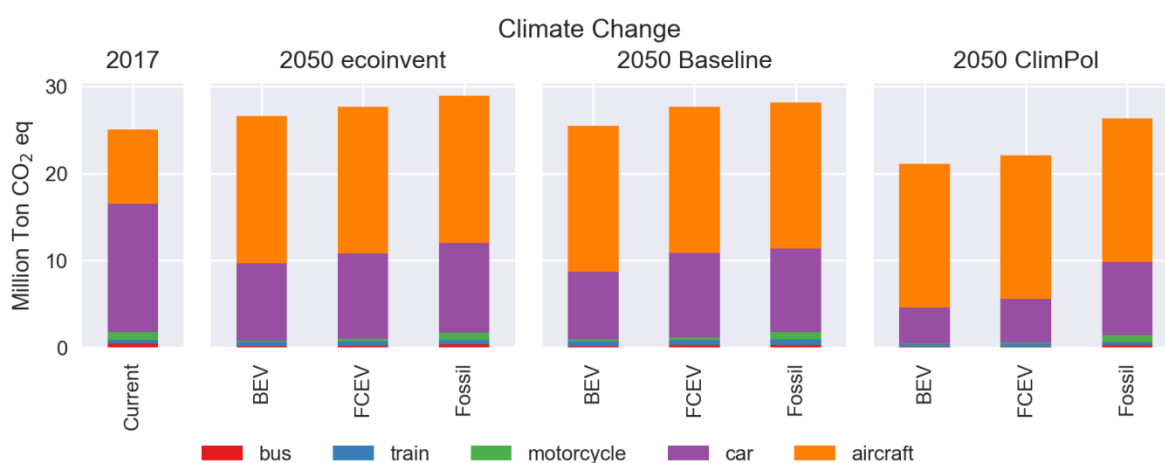 Climate Change
2017
2050 ecoinvent
2050 Baseline
2050 ClimPol
Million Ton CO₂ eq
30
20
10
0
Current
BEV
FCEV
Fossil
BEV
FCEV
Fossil
BEV
FCEV
Fossil
bus
train
motorcycle
car
aircraft